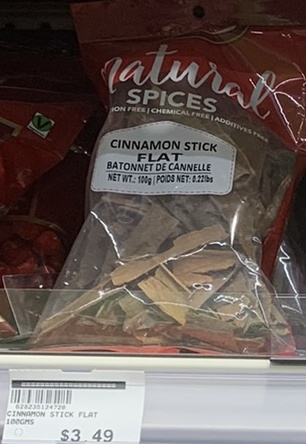 natural
SPICES
ION FREE | CHEMICAL FREE | ADDITIVES FREE
CINNAMON STICK
FLAT
BATONNET DE CANNELLE
NET WT.: 100g | POIDS NET: 0.22lbs
628235124728
CINNAMON STICK FLAT
100GMS
$3.49